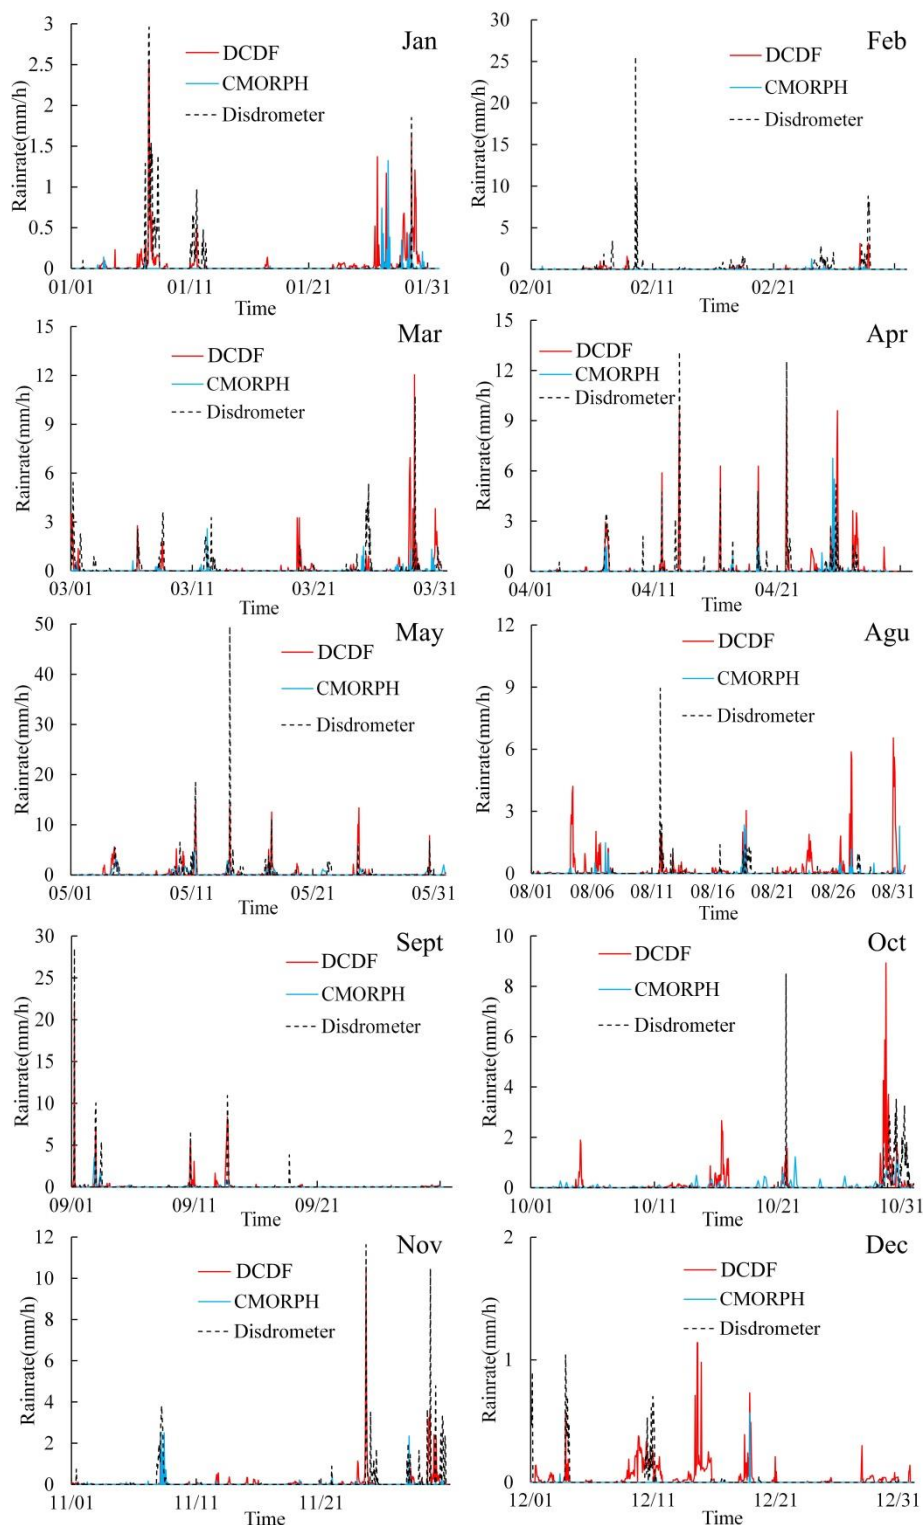 Jan
Rainrate(mm/h)
3
2.5
2
1.5
1
0.5
0
DCDF
CMORPH
Disdrometer
01/01
01/11
01/21
01/31
Time
Feb
Rainrate(mm/h)
30
25
20
15
10
5
0
DCDF
CMORPH
Disdrometer
02/01
02/11
02/21
Time
Mar
Rainrate(mm/h)
15
12
9
6
3
0
DCDF
CMORPH
Disdrometer
03/01
03/11
03/21
03/31
Time
Apr
Rainrate(mm/h)
15
12
9
6
3
0
DCDF
CMORPH
Disdrometer
04/01
04/11
04/21
Time
May
Rainrate(mm/h)
50
40
30
20
10
0
DCDF
CMORPH
Disdrometer
05/01
05/11
05/21
05/31
Time
Agu
Rainrate(mm/h)
12
9
6
3
0
DCDF
CMORPH
Disdrometer
08/01
08/06
08/11
08/16
08/21
08/26
08/31
Time
Sept
Rainrate(mm/h)
30
25
20
15
10
5
0
DCDF
CMORPH
Disdrometer
09/01
09/11
09/21
Time
Oct
Rainrate(mm/h)
10
8
6
4
2
0
DCDF
CMORPH
Disdrometer
10/01
10/11
10/21
10/31
Time
Nov
Rainrate(mm/h)
12
10
8
6
4
2
0
DCDF
CMORPH
Disdrometer
11/01
11/11
11/21
Time
Dec
Rainrate(mm/h)
2
1
0
DCDF
CMORPH
Disdrometer
12/01
12/11
12/21
12/31
Time